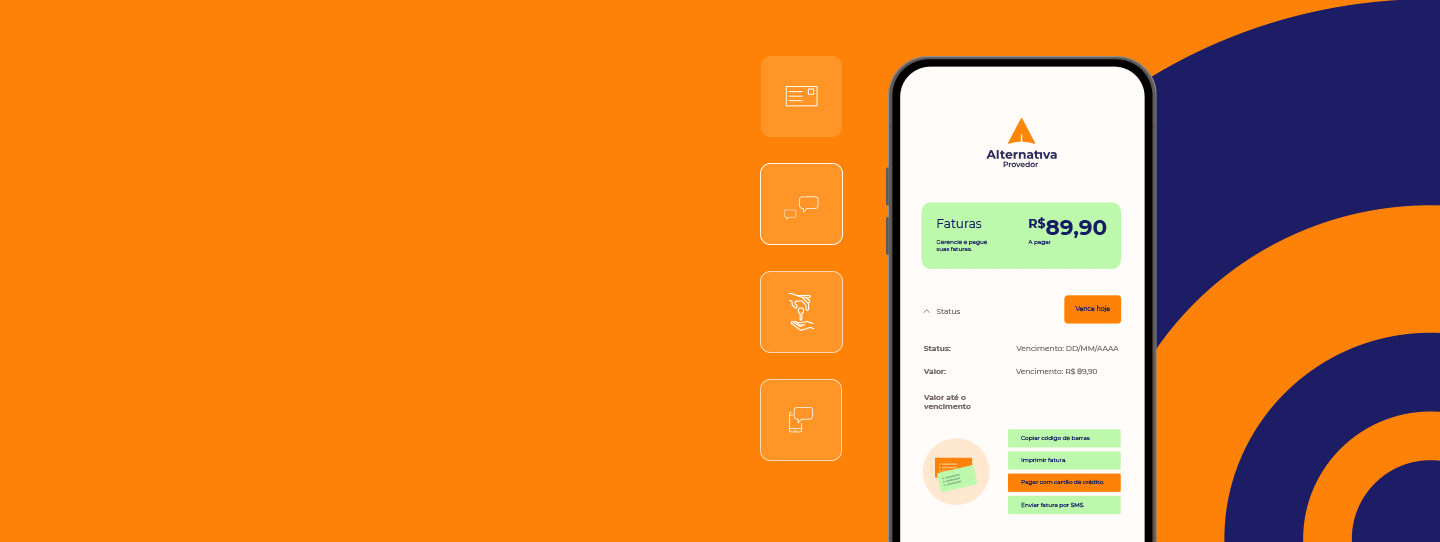 Alternativa
Provedor
Faturas
R$89,90
Gerencie e pague
suas faturas.
A pagar
Status
Vence hoje
Status:
Vencimento: DD/MM/AAAA
Valor:
Vencimento: R$ 89,90
Valor até o
vencimento
Copiar código de barras.
Imprimir fatura.
Pagar com cartão de crédito.
Enviar fatura por SMS.